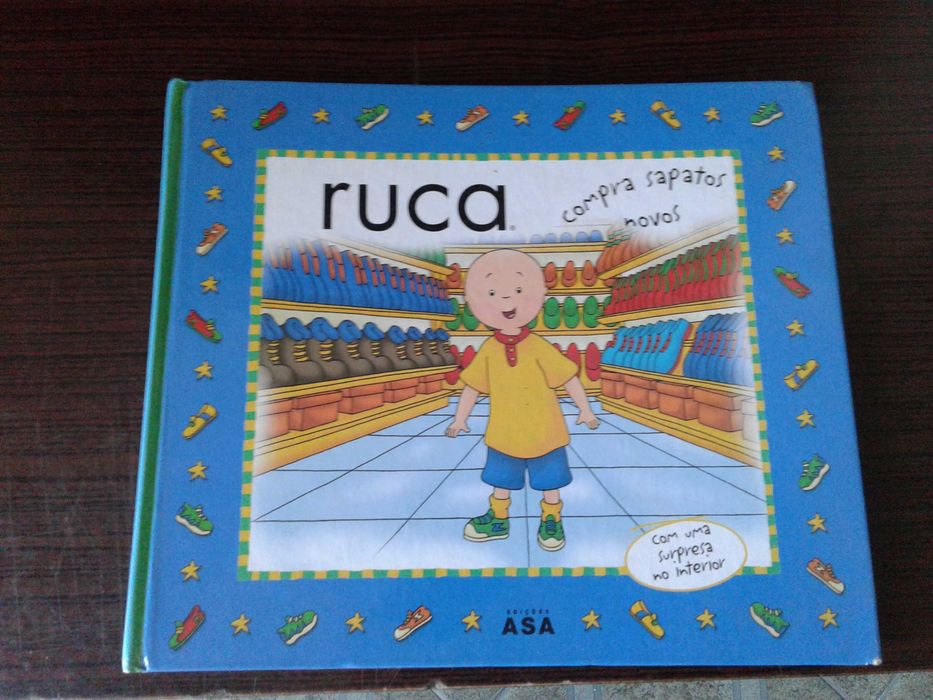 ruca®
compra sapatos
novos
com uma
surpresa
no interior
EDIÇÕES
ASA